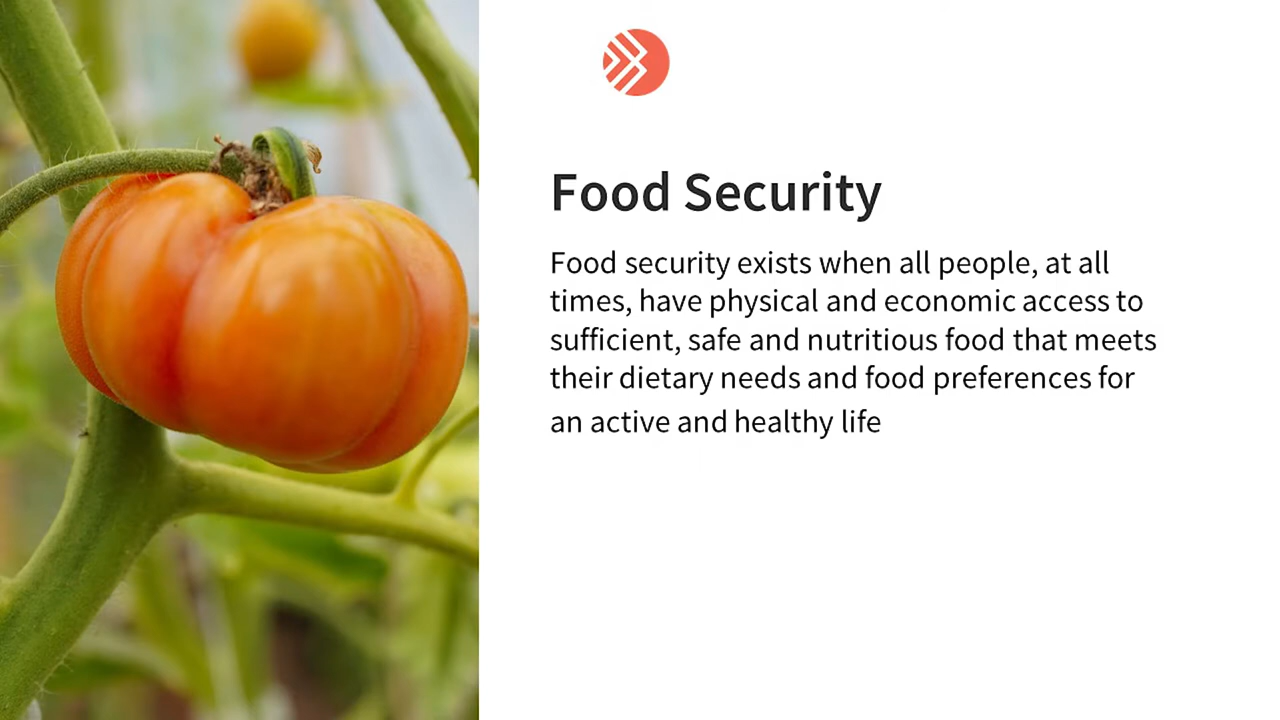 Food Security
Food security exists when all people, at all
times, have physical and economic access to
sufficient, safe and nutritious food that meets
their dietary needs and food preferences for
an active and healthy life